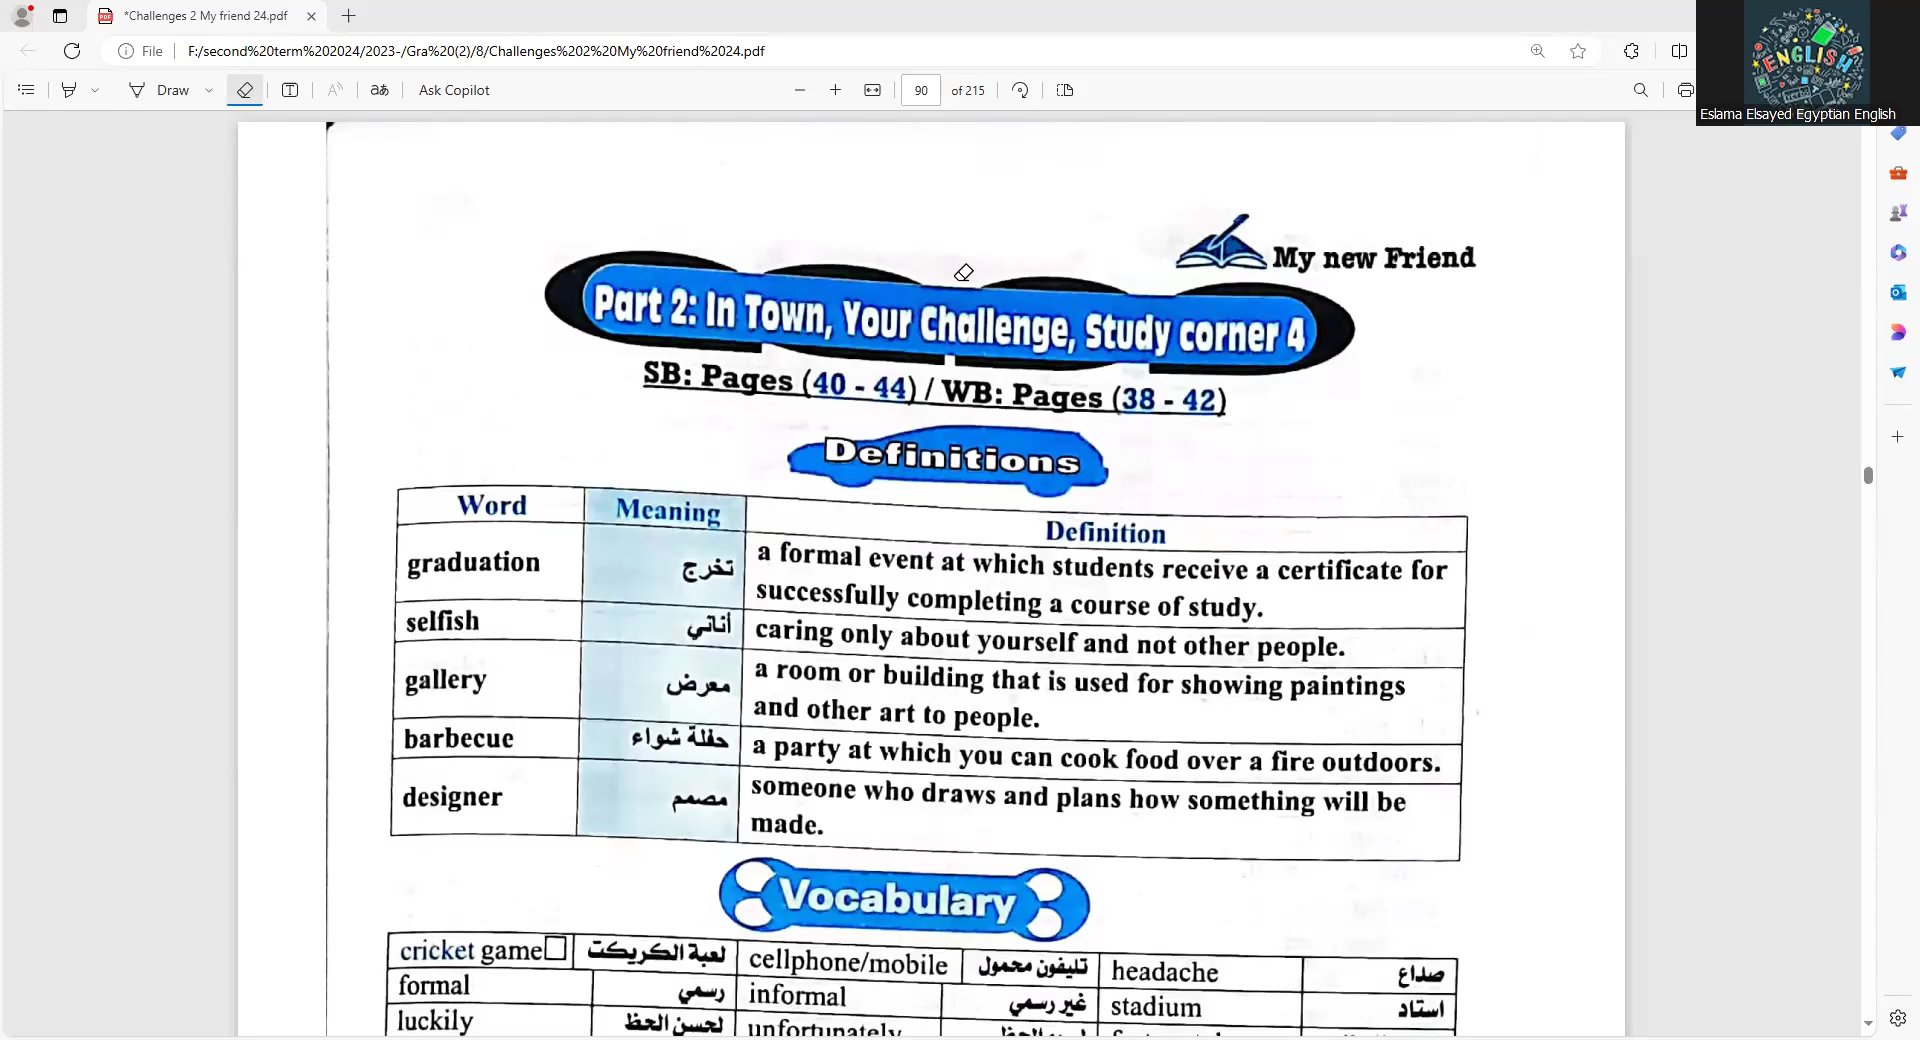 *Challenges 2 My friend 24.pdf
File
F:/second%20term%202024/2023-/Gra%20(2)/8/Challenges%202%20My%20friend%2024.pdf
Draw
Ask Copilot
90 of 215
ENGLISH
Eslama Elsayed Egyptian English
My new Friend
Part 2: In Town, Your Challenge, Study corner 4
SB: Pages (40 - 44) / WB: Pages (38 - 42)
Definitions
Word Meaning Definition
graduation تخرج a formal event at which students receive a certificate for
successfully completing a course of study.
selfish أناني caring only about yourself and not other people.
gallery معرض a room or building that is used for showing paintings
and other art to people.
barbecue حفلة شواء a party at which you can cook food over a fire outdoors.
designer مصمم someone who draws and plans how something will be
made.
Vocabulary
cricket game لعبة الكريكت cellphone/mobile تليفون محمول headache صداع
formal رسمي informal غير رسمي stadium استاد
luckily لحسن الحظ unfortunately